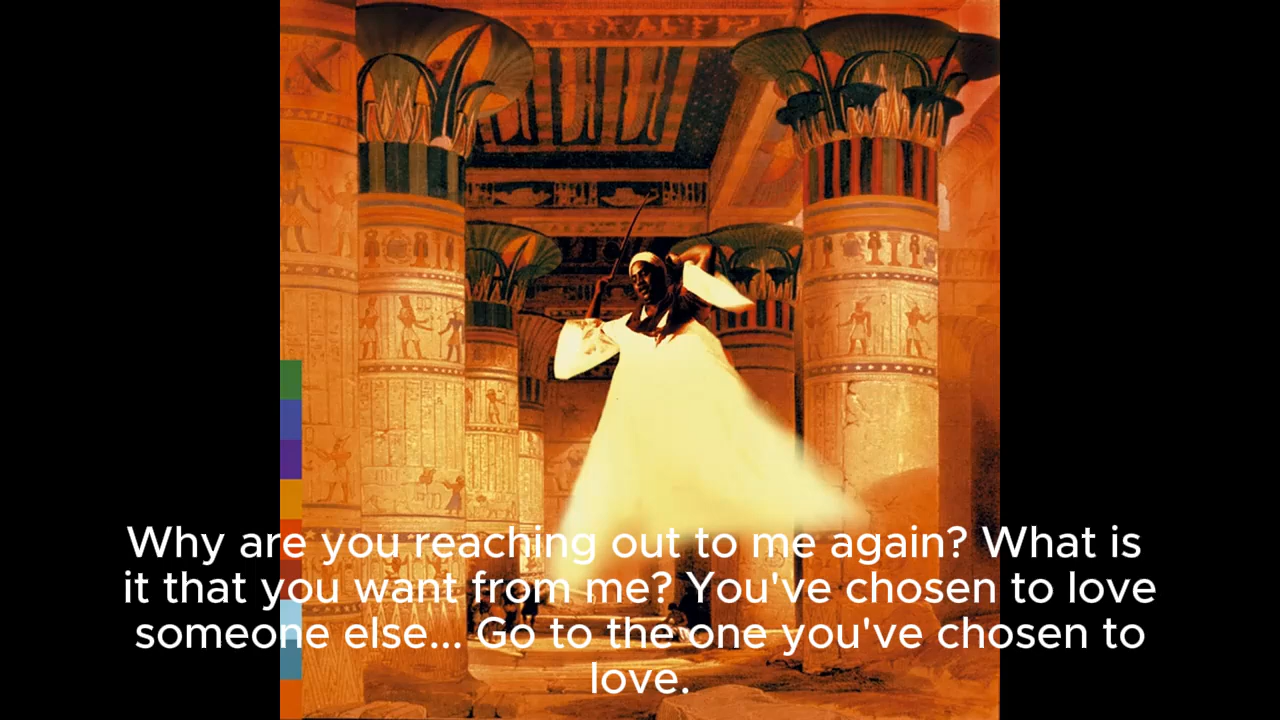 Why are you reaching out to me again? What is
it that you want from me? You've chosen to love
someone else... Go to the one you've chosen to
love.